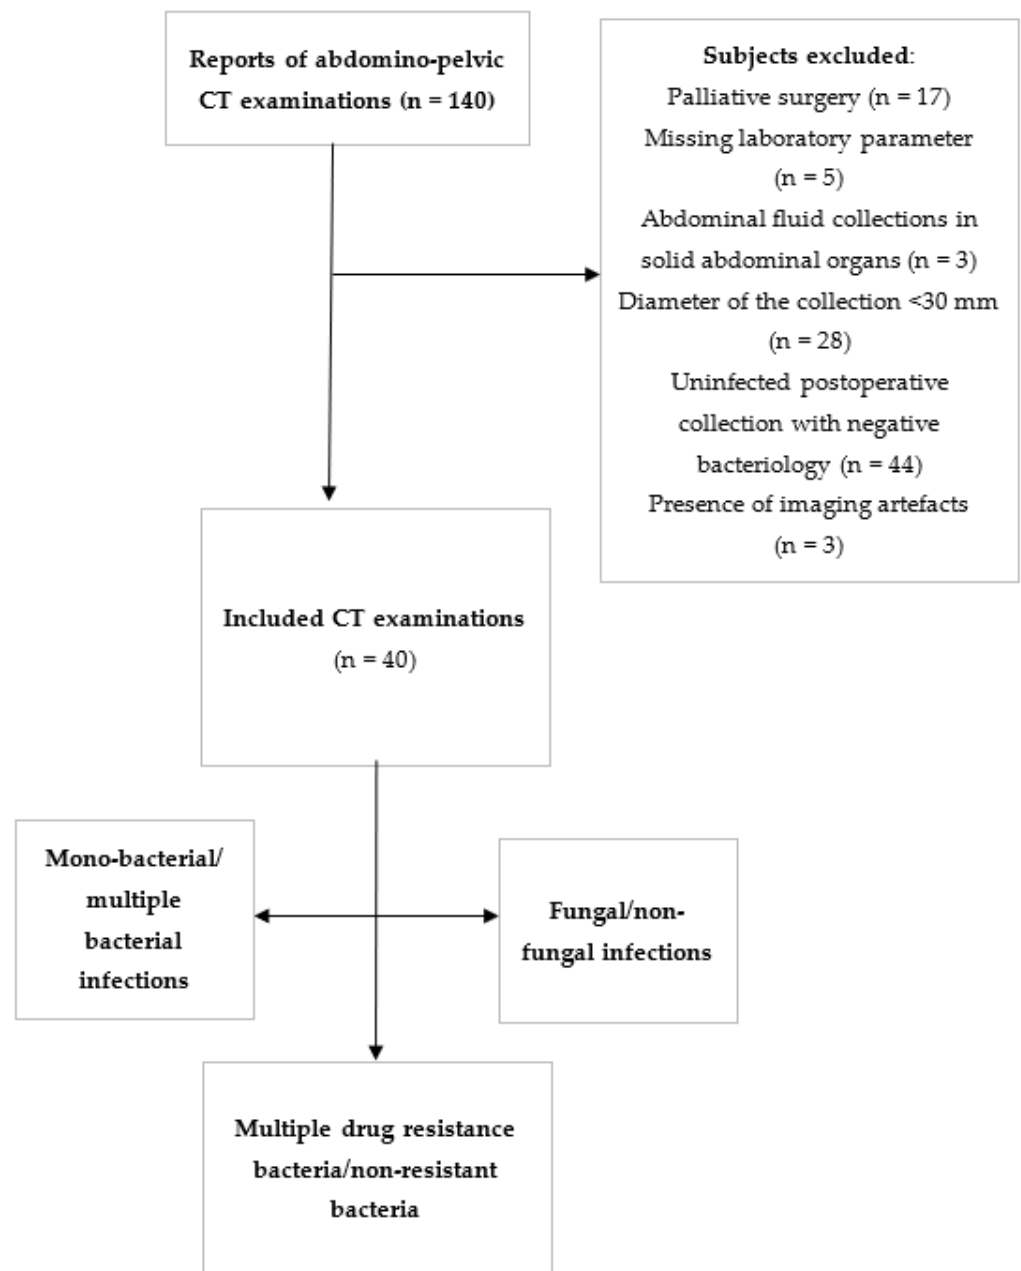 Reports of abdomino-pelvic
CT examinations (n = 140)
Subjects excluded:
Palliative surgery (n = 17)
Missing laboratory parameter
(n = 5)
Abdominal fluid collections in
solid abdominal organs (n = 3)
Diameter of the collection <30 mm
(n = 28)
Uninfected postoperative
collection with negative
bacteriology (n = 44)
Presence of imaging artefacts
(n = 3)
Included CT examinations
(n = 40)
Mono-bacterial/
multiple
bacterial
infections
Fungal/non-
fungal infections
Multiple drug resistance
bacteria/non-resistant
bacteria